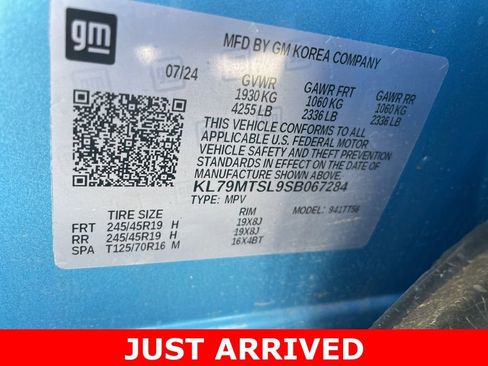 gm
MFD BY GM KOREA COMPANY
07/24
GVWR GAWR FRT GAWR RR
1930 KG 1060 KG 1060 KG
4255 LB 2336 LB 2336 LB
THIS VEHICLE CONFORMS TO ALL
APPLICABLE U.S. FEDERAL MOTOR
VEHICLE SAFETY AND THEFT PREVENTION
STANDARDS IN EFFECT ON THE DATE OF
MANUFACTURE SHOWN ABOVE.
KL79MTSL9SB067284
TYPE: MPV MODEL:
TIRE SIZE RIM
FRT 245/45R19 H 19X8J
RR 245/45R19 H 19X8J
SPA T125/70R16 M 16X4BT
JUST ARRIVED